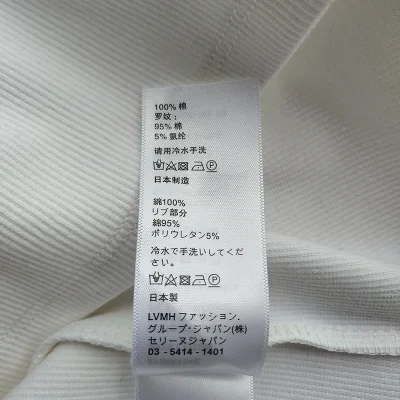 100% 棉
罗纹:
95% 棉
5% 氨纶
请用冷水手洗
日本制造
綿100%
リブ部分
綿95%
ポリウレタン5%
冷水で手洗いしてくだ
さい。
日本製
LVMH ファッション.
グループ・ジャパン(株)
セリーヌジャパン
03 - 5414 - 1401